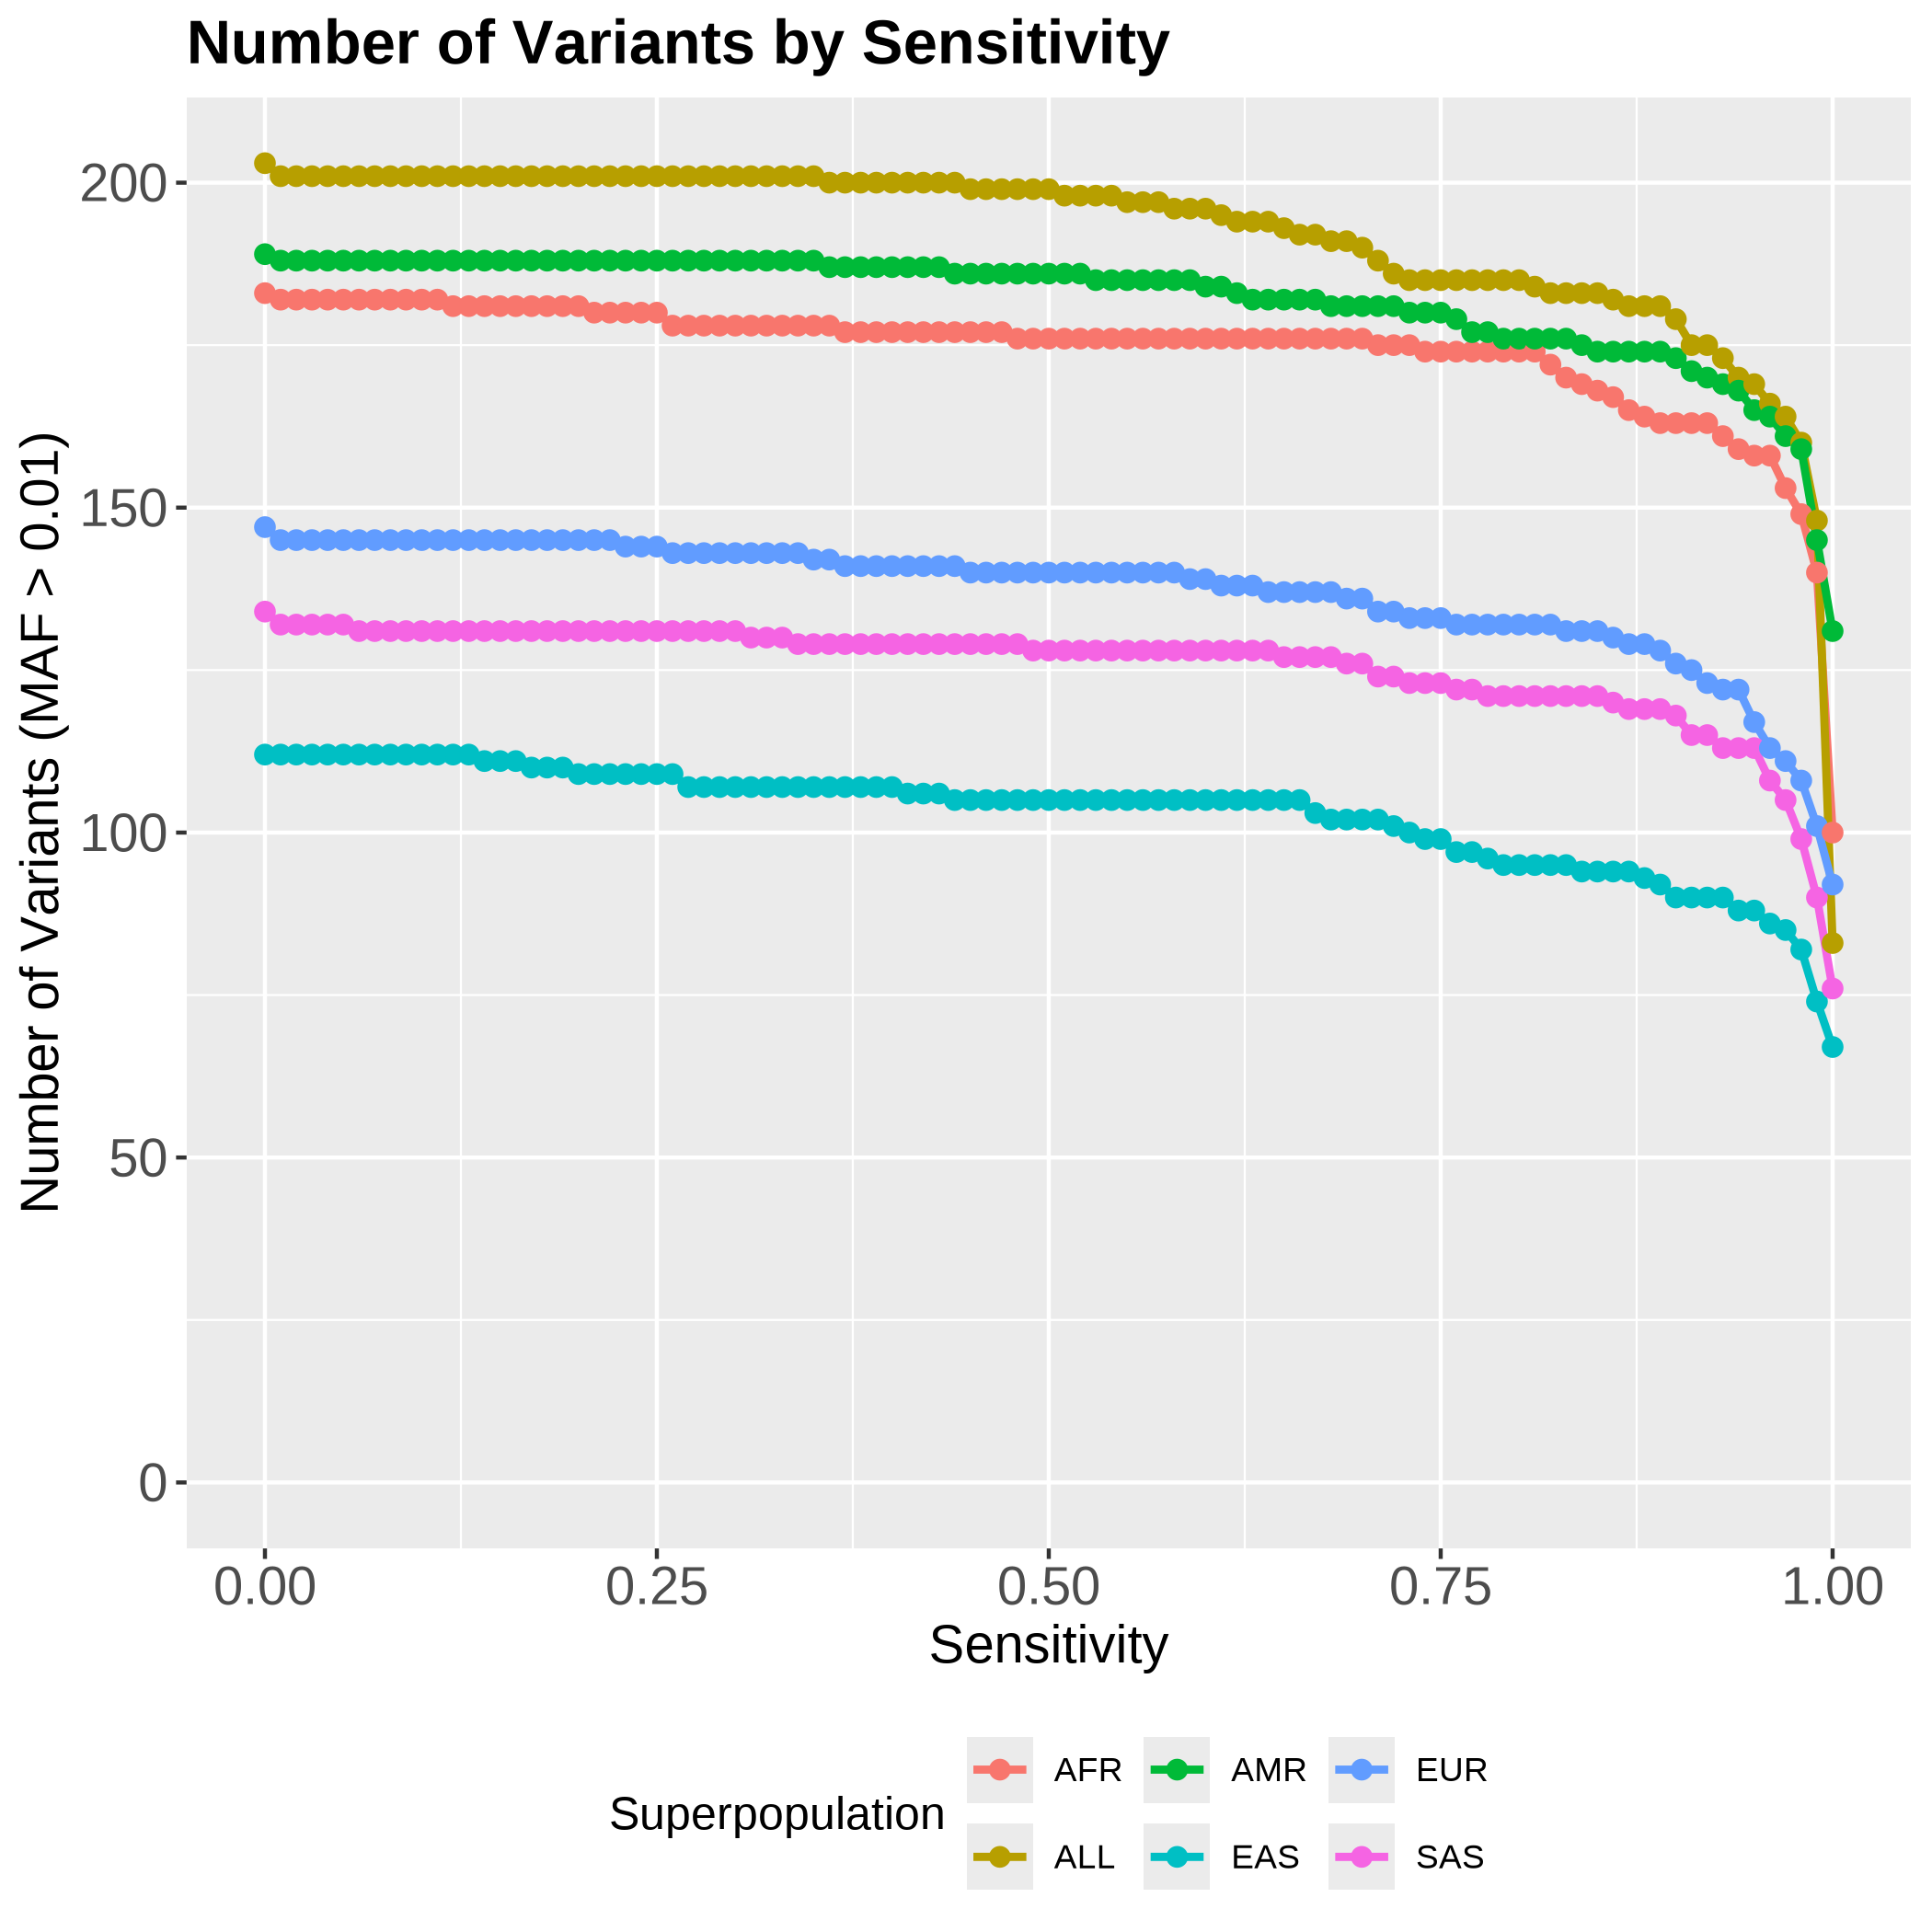 Number of Variants by Sensitivity
Number of Variants (MAF > 0.01)
200
150
100
50
0
0.00 0.25 0.50 0.75 1.00
Sensitivity
Superpopulation
AFR AMR EUR
ALL EAS SAS